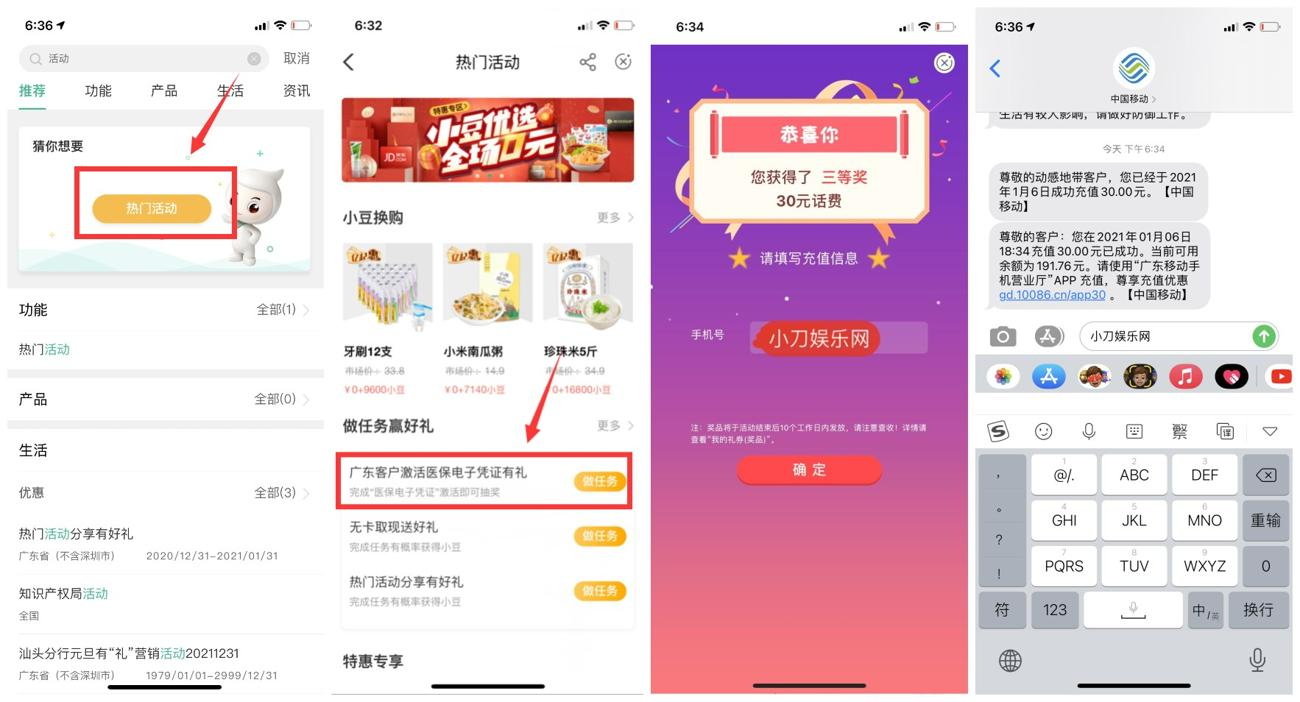 6:36
活动
取消
推荐 功能 产品 生活 资讯
猜你想要
热门活动
功能 全部(1)
热门活动
产品 全部(0)
生活
优惠 全部(3)
热门活动分享有好礼
广东省（不含深圳市） 2020/12/31-2021/01/31
知识产权局活动
全国
汕头分行元旦有“礼”营销活动20211231
广东省（不含深圳市） 1979/01/01-2999/12/31
6:32
热门活动
特惠专区
小豆优选
全场0元
JD
小豆换购 更多
立即惠 立即惠 立即惠
牙刷12支 小米南瓜粥 珍珠米5斤
市场价： 33.8 市场价： 14.9 市场价： 34.9
￥0+9600小豆 ￥0+7140小豆 ￥0+16800小豆
做任务赢好礼 更多
广东客户激活医保电子凭证有礼
完成“医保电子凭证”激活即可抽奖
做任务
无卡取现送好礼
完成任务有概率获得小豆
做任务
热门活动分享有好礼
完成任务有概率获得小豆
做任务
特惠专享
6:34
恭喜你
您获得了 三等奖
30元话费
请填写充值信息
手机号 小刀娱乐网
注：奖品将于活动结束后10个工作日内发放，请注意查收！详情请
查看“我的礼券(奖品)”。
确定
6:36
中国移动
生活有较大影响，请做好防御工作。
今天 下午6:34
尊敬的动感地带客户，您已经于2021
年1月6日成功充值30.00元。【中国
移动】
尊敬的客户：您在2021年01月06日
18:34充值30.00元已成功。当前可用
余额为191.76元。请使用“广东移动手
机营业厅”APP 充值，尊享充值优惠
gd.10086.cn/app30 。【中国移动】
小刀娱乐网
繁 译
， 1 @/. 2 ABC 3 DEF
。 4 GHI 5 JKL 6 MNO 重输
？ 7 PQRS 8 TUV 9 WXYZ 0
！
符 123 中/英 换行